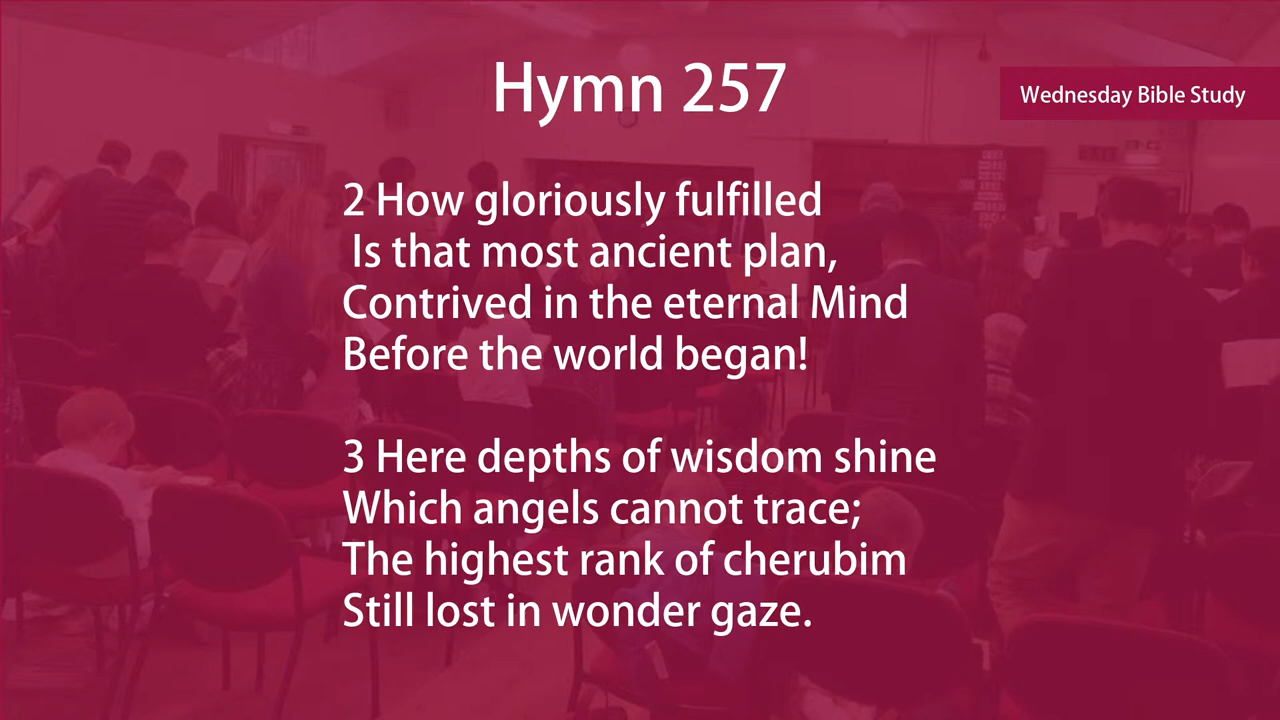 Hymn 257
Wednesday Bible Study
2 How gloriously fulfilled
Is that most ancient plan,
Contrived in the eternal Mind
Before the world began!
3 Here depths of wisdom shine
Which angels cannot trace;
The highest rank of cherubim
Still lost in wonder gaze.